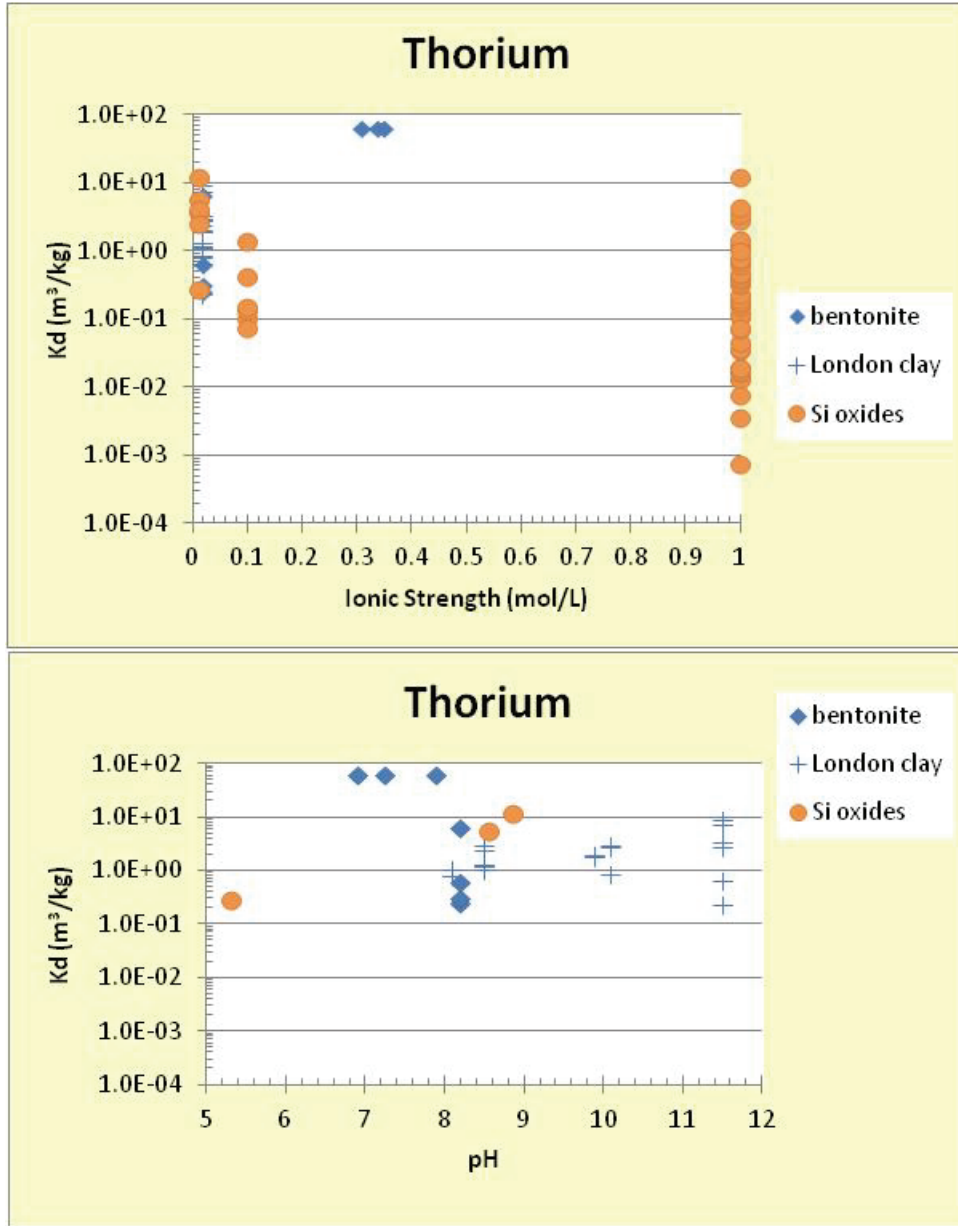 Thorium
1.0E+02
1.0E+01
1.0E+00
1.0E-01
1.0E-02
1.0E-03
1.0E-04
Kd (m³/kg)
0 0.1 0.2 0.3 0.4 0.5 0.6 0.7 0.8 0.9 1
Ionic Strength (mol/L)
bentonite
London clay
Si oxides
Thorium
bentonite
London clay
Si oxides
1.0E+02
1.0E+01
1.0E+00
1.0E-01
1.0E-02
1.0E-03
1.0E-04
Kd (m³/kg)
5 6 7 8 9 10 11 12
pH